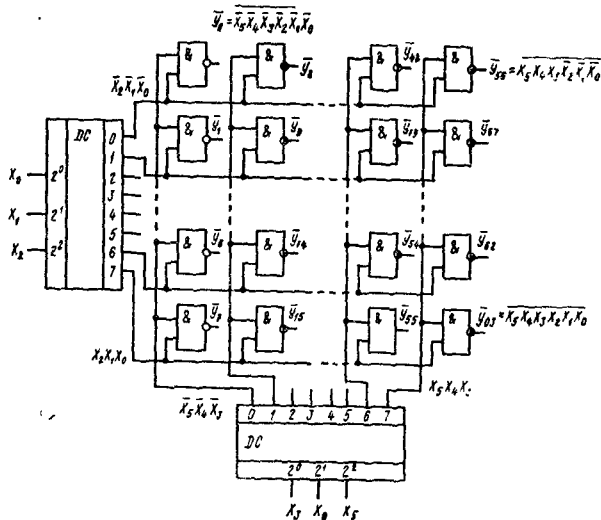 ȳ₈ = X̅₅X̅₄X̅₃X̅₂X̅₁X̅₀
& & & &
ȳ₈ ȳ₄₈ ȳ₅₆ = X₅X₄X₃X̅₂X̅₁X̅₀
X̅₂X̅₁X̅₀
DC 0 & ȳ₁ & ȳ₉ & ȳ₄₉ & ȳ₅₇
1
X₀ 2⁰ 2
3
X₁ 2¹ 4
5
X₂ 2² 6
7
& ȳ₆ & ȳ₁₄ & ȳ₅₄ & ȳ₆₂
& ȳ₇ & ȳ₁₅ & ȳ₅₅ & ȳ₆₃ = X₅X₄X₃X₂X₁X₀
X₂X₁X₀
X̅₅X̅₄X̅₃ X₅X₄X₃
0 1 2 3 4 5 6 7
DC
2⁰ 2¹ 2²
X₃ X₄ X₅